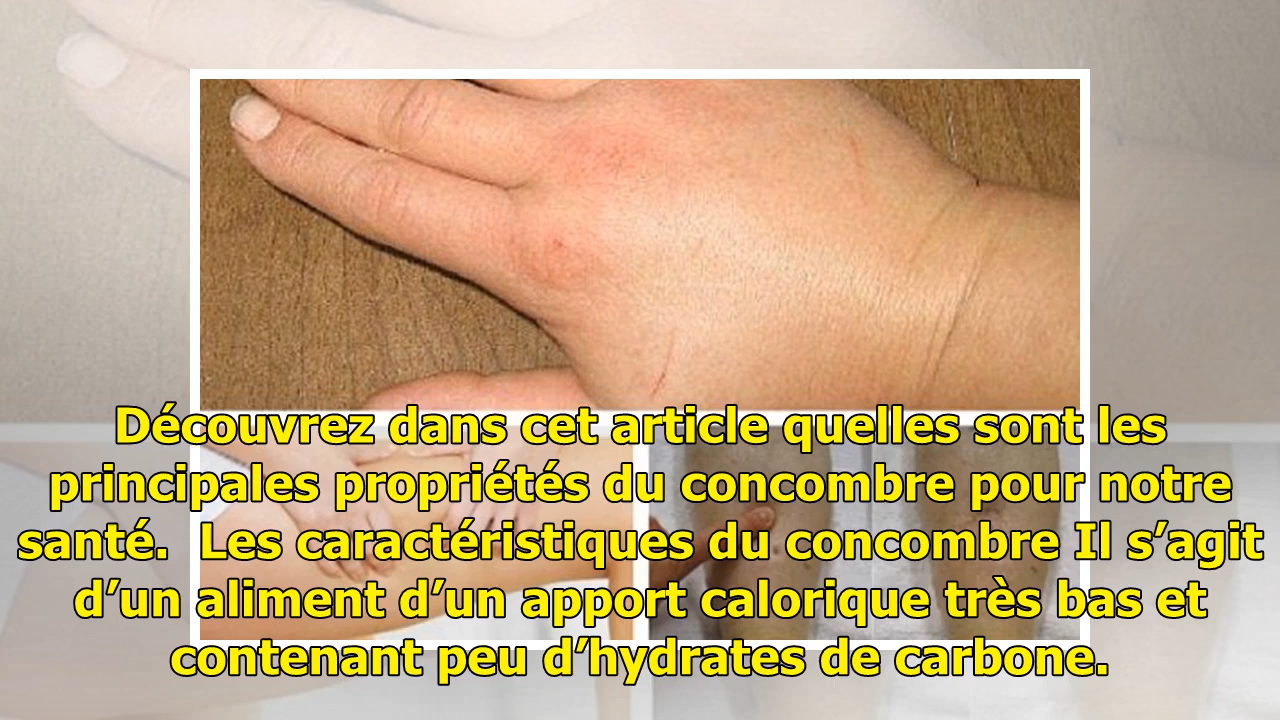 Découvrez dans cet article quelles sont les
principales propriétés du concombre pour notre
santé.  Les caractéristiques du concombre Il s’agit
d’un aliment d’un apport calorique très bas et
contenant peu d’hydrates de carbone.